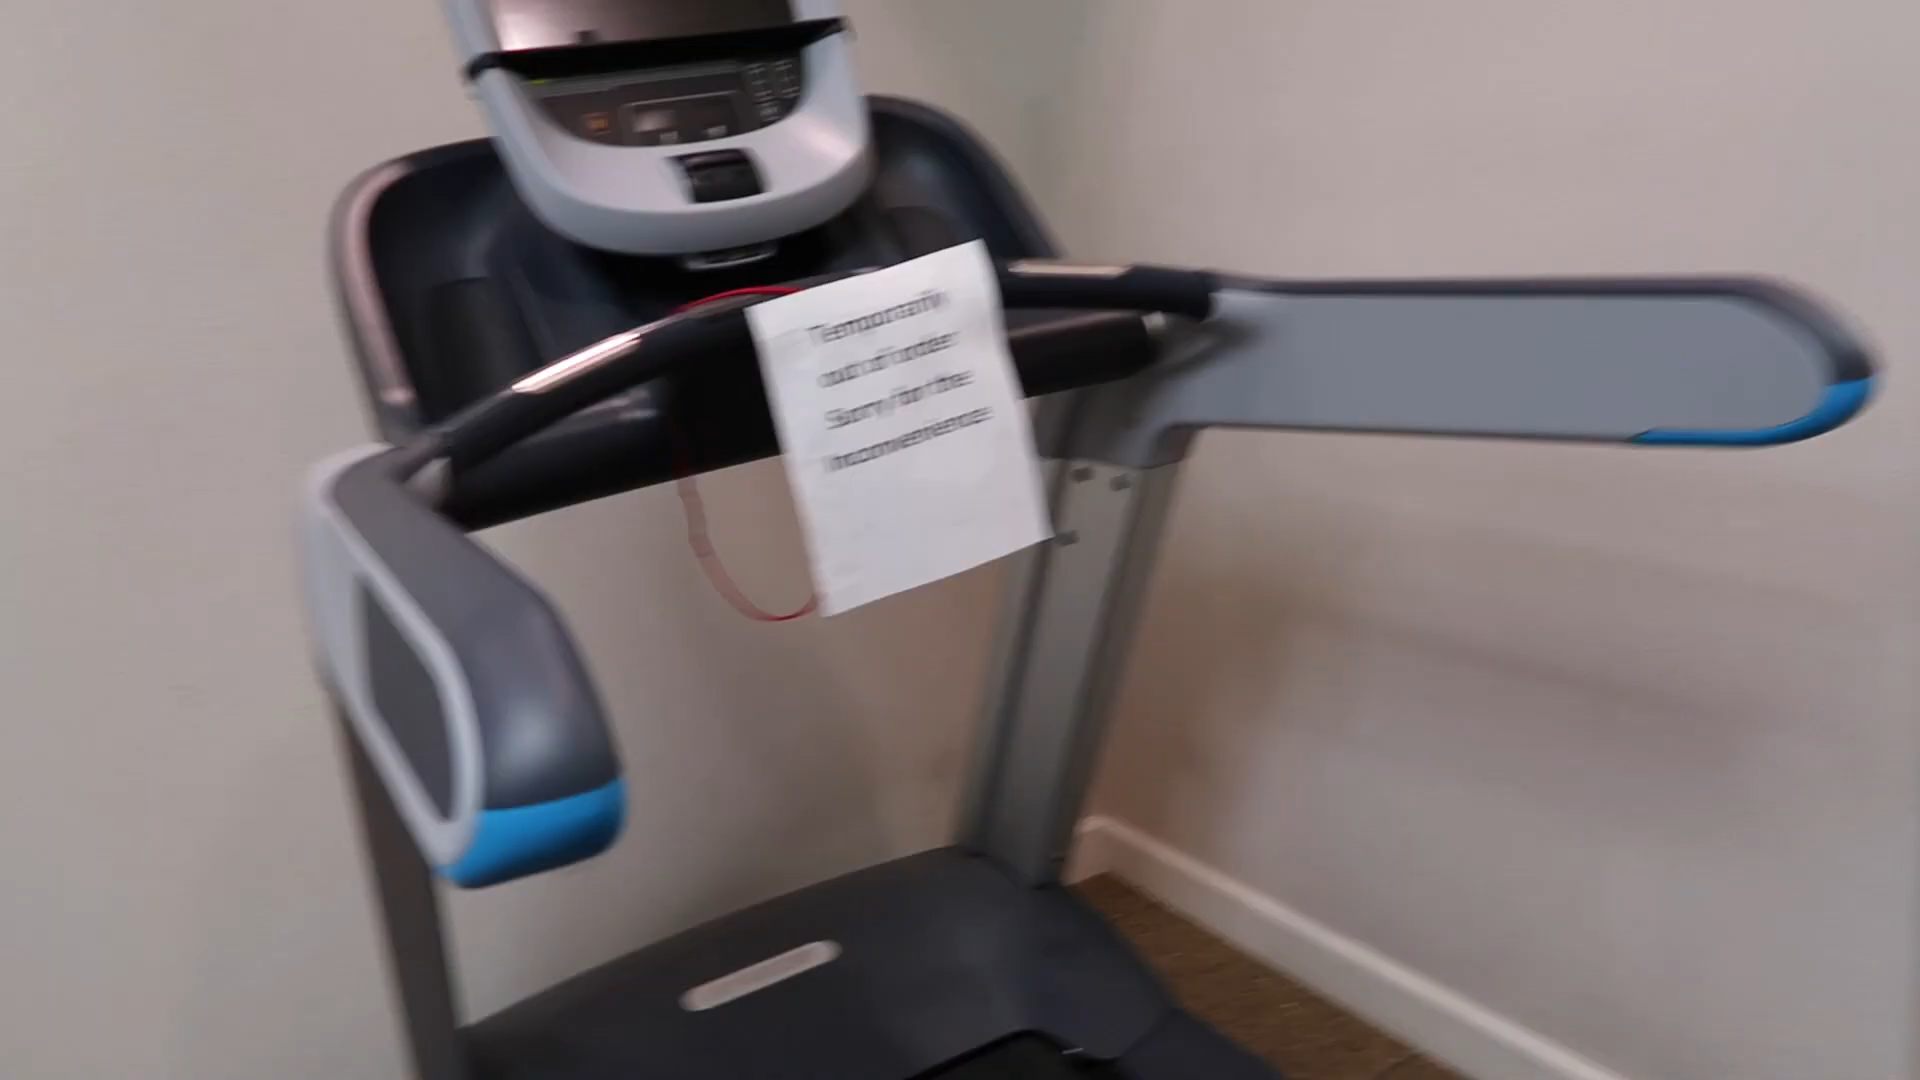 Temporarily
out of order
Sorry for the
inconvenience